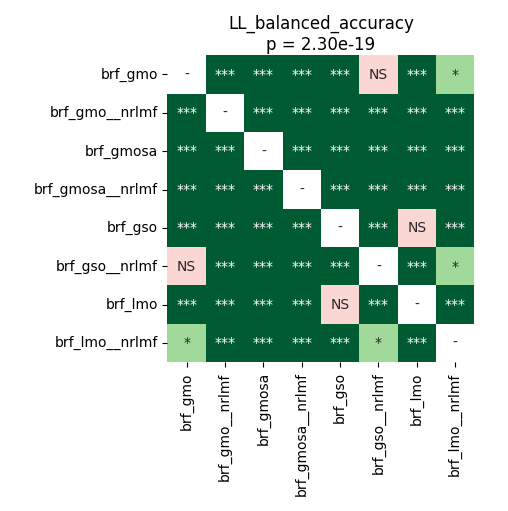 LL_balanced_accuracy
p = 2.30e-19
brf_gmo - *** *** *** *** NS *** *
brf_gmo__nrlmf *** - *** *** *** *** *** ***
brf_gmosa *** *** - *** *** *** *** ***
brf_gmosa__nrlmf *** *** *** - *** *** *** ***
brf_gso *** *** *** *** - *** NS ***
brf_gso__nrlmf NS *** *** *** *** - *** *
brf_lmo *** *** *** *** NS *** - ***
brf_lmo__nrlmf * *** *** *** *** * *** -
brf_gmo
brf_gmo__nrlmf
brf_gmosa
brf_gmosa__nrlmf
brf_gso
brf_gso__nrlmf
brf_lmo
brf_lmo__nrlmf